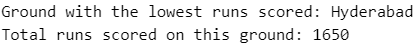 Ground with the lowest runs scored: Hyderabad
Total runs scored on this ground: 1650